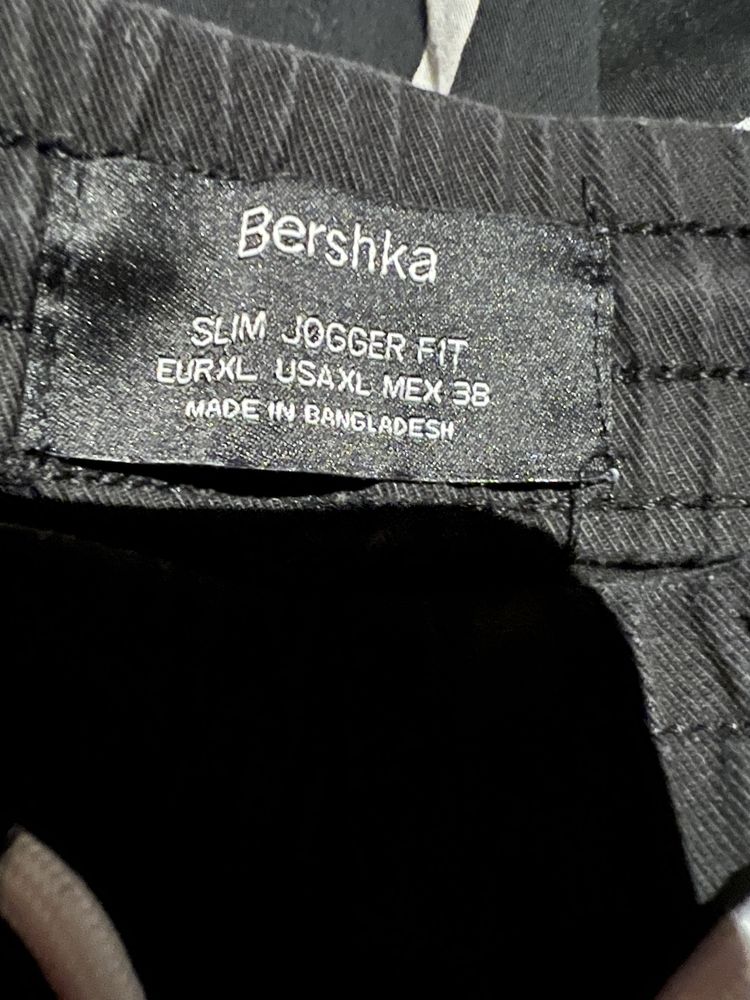 Bershka
SLIM JOGGER FIT
EURXL USAXL MEX 38
MADE IN BANGLADESH